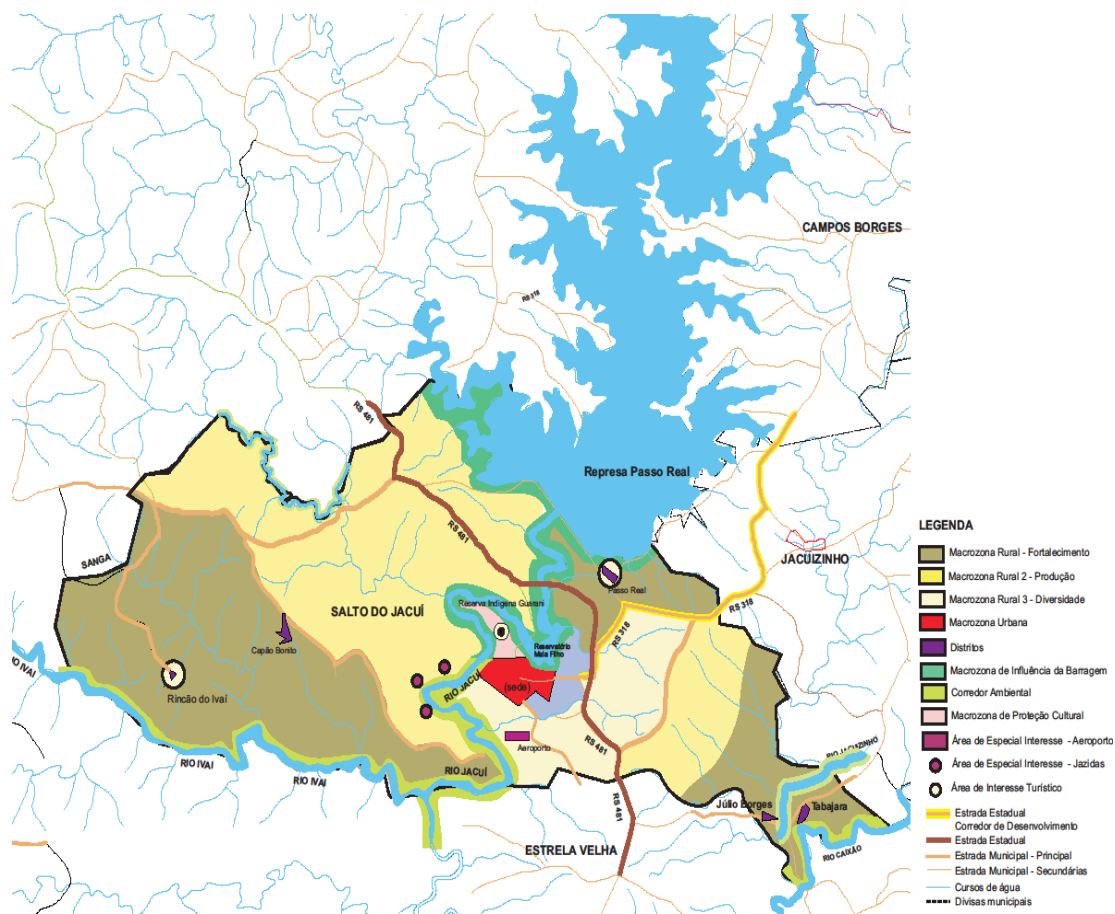 CAMPOS BORGES
RS 318
RS 481
Represa Passo Real
RS 481
SANGA
JACUIZINHO
Passo Real
RS 318
RS 318
SALTO DO JACUÍ
Reserva Indígena Guarani
Reservatório
Maia Filho
Capão Bonito
Rincão do Ivaí
RIO IVAÍ
RIO JACUÍ
(sede)
Aeroporto
RS 481
RIO IVAÍ
RIO IVAÍ
RIO JACUÍ
RS 481
RIO JACUIZINHO
Júlio Borges
Tabajara
ESTRELA VELHA
RIO CAIXÃO
LEGENDA
Macrozona Rural - Fortalecimento
Macrozona Rural 2 - Produção
Macrozona Rural 3 - Diversidade
Macrozona Urbana
Distritos
Macrozona de Influência da Barragem
Corredor Ambiental
Macrozona de Proteção Cultural
Área de Especial Interesse - Aeroporto
Área de Especial Interesse - Jazidas
Área de Interesse Turístico
Estrada Estadual
Corredor de Desenvolvimento
Estrada Estadual
Estrada Municipal - Principal
Estrada Municipal - Secundárias
Cursos de água
Divisas municipais